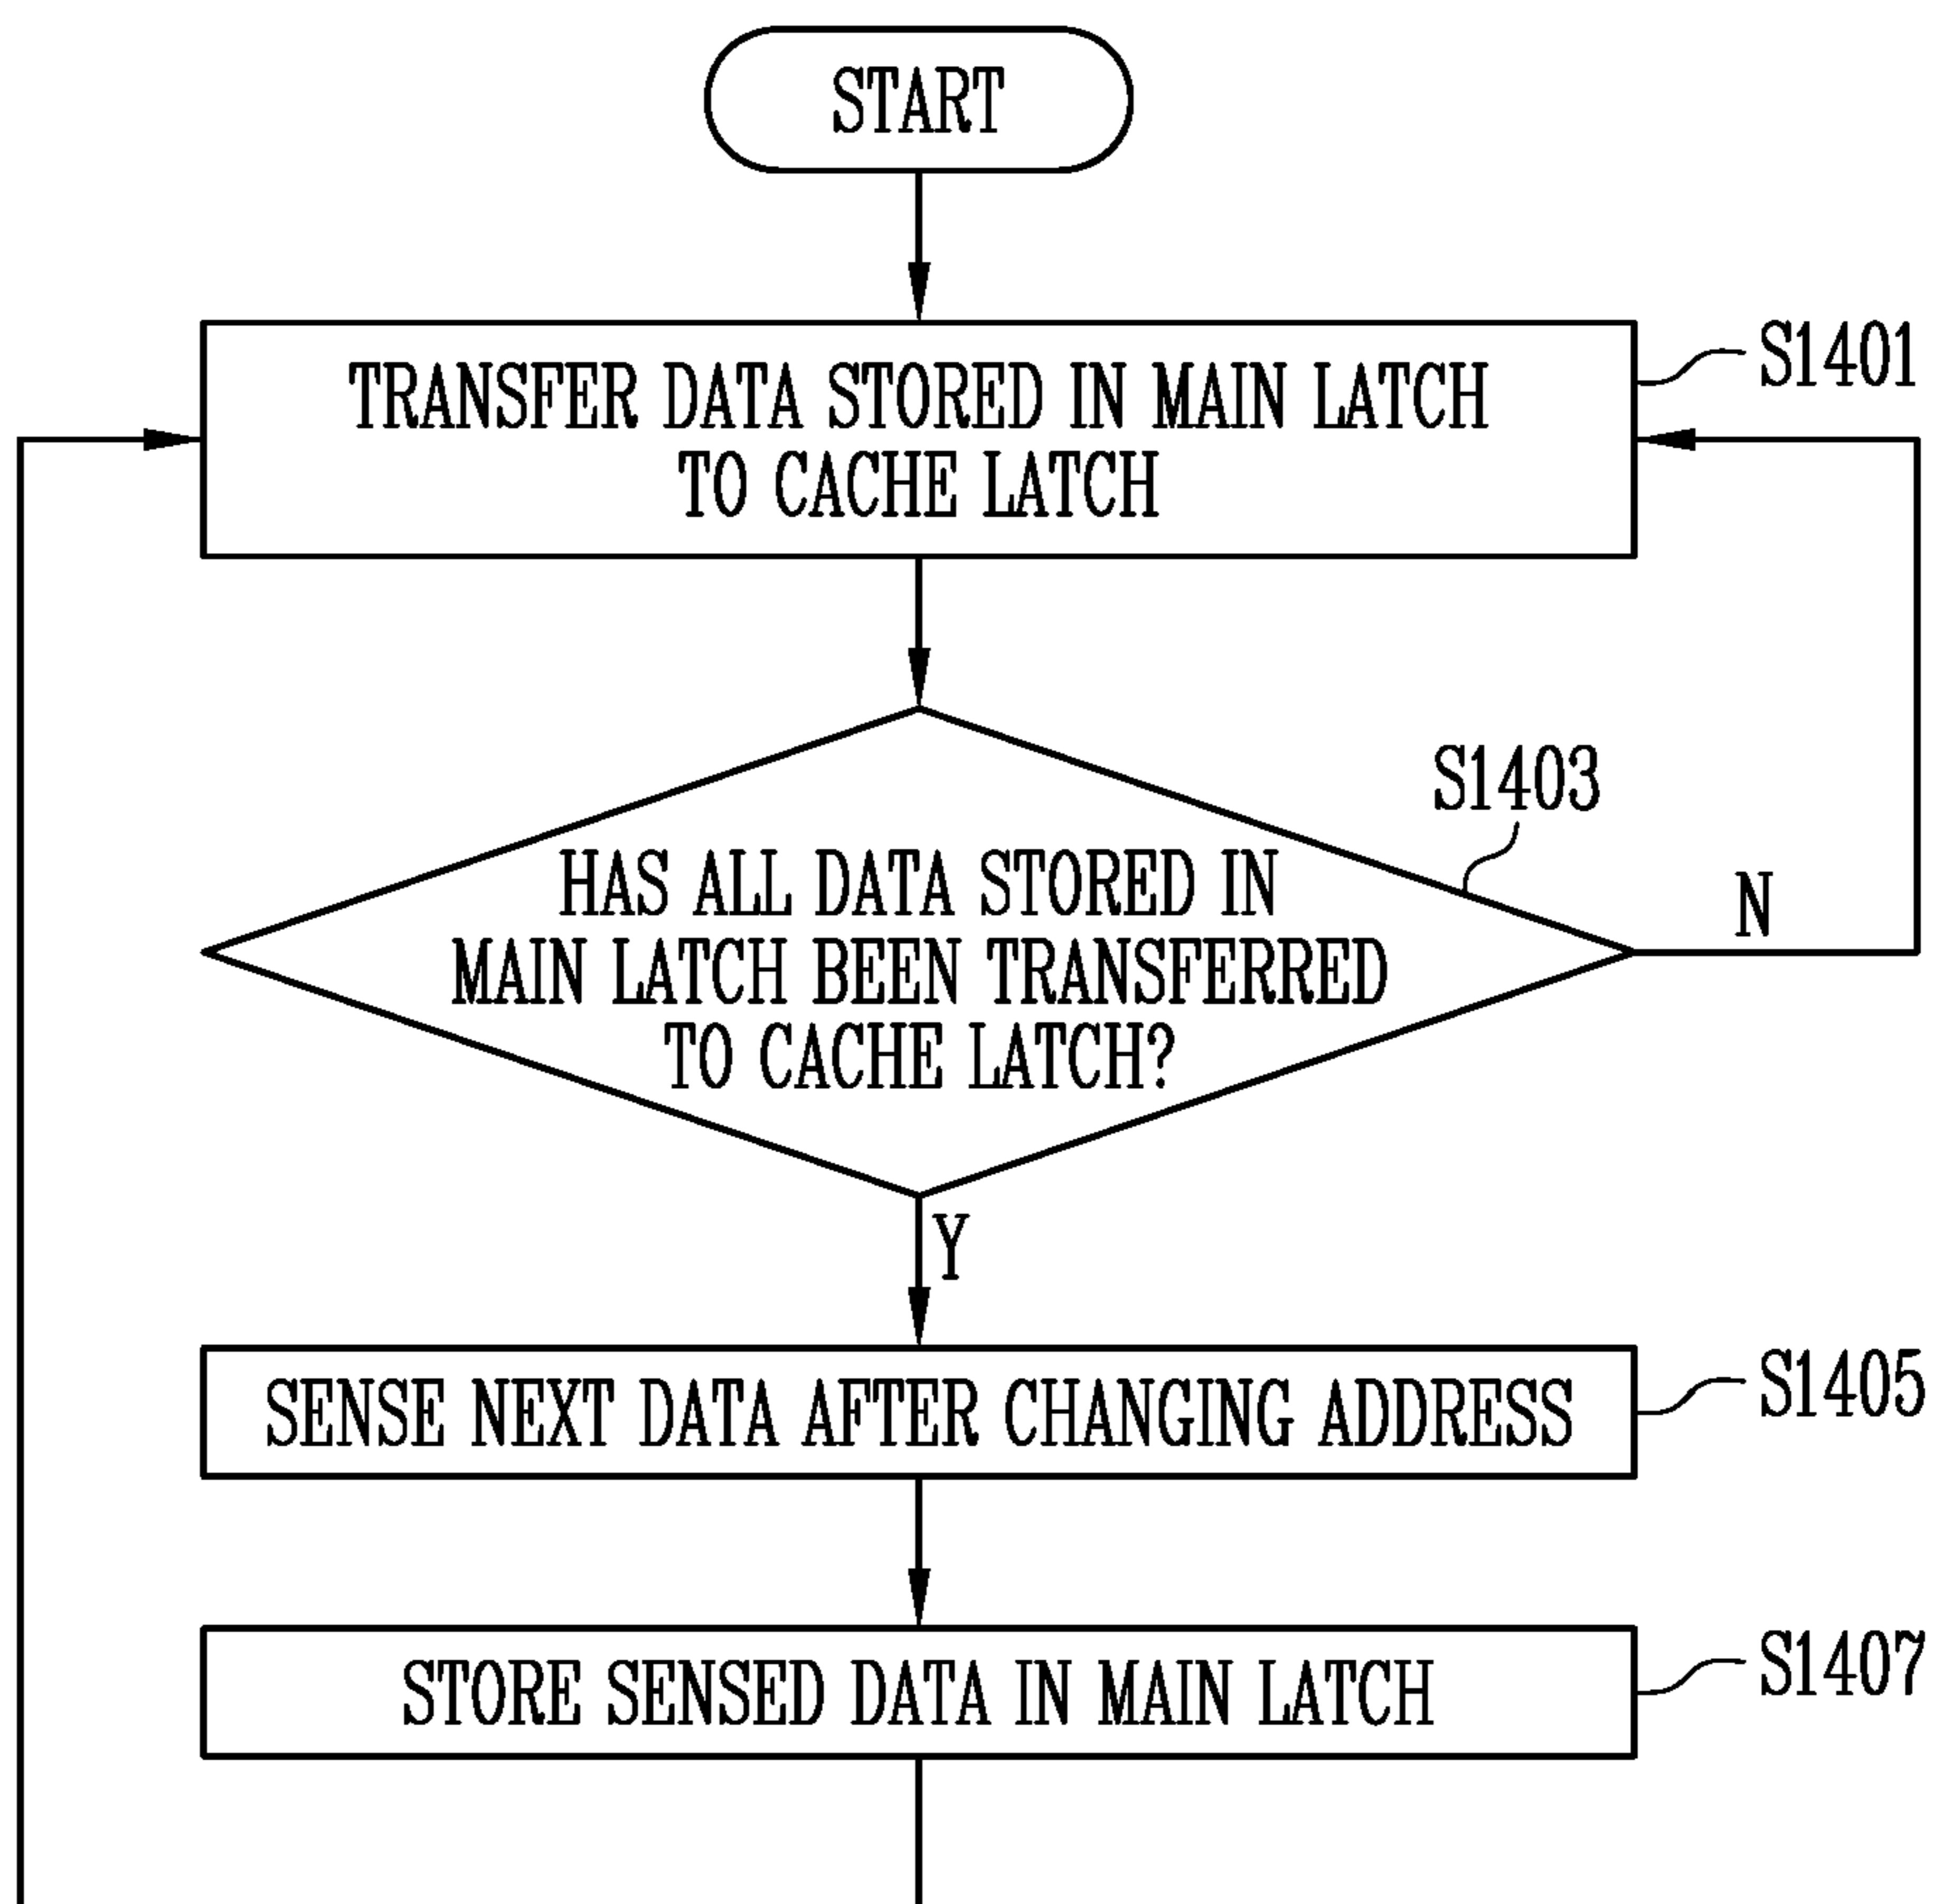 START
TRANSFER DATA STORED IN MAIN LATCH
TO CACHE LATCH
S1401
HAS ALL DATA STORED IN
MAIN LATCH BEEN TRANSFERRED
TO CACHE LATCH?
S1403
N
Y
SENSE NEXT DATA AFTER CHANGING ADDRESS
S1405
STORE SENSED DATA IN MAIN LATCH
S1407